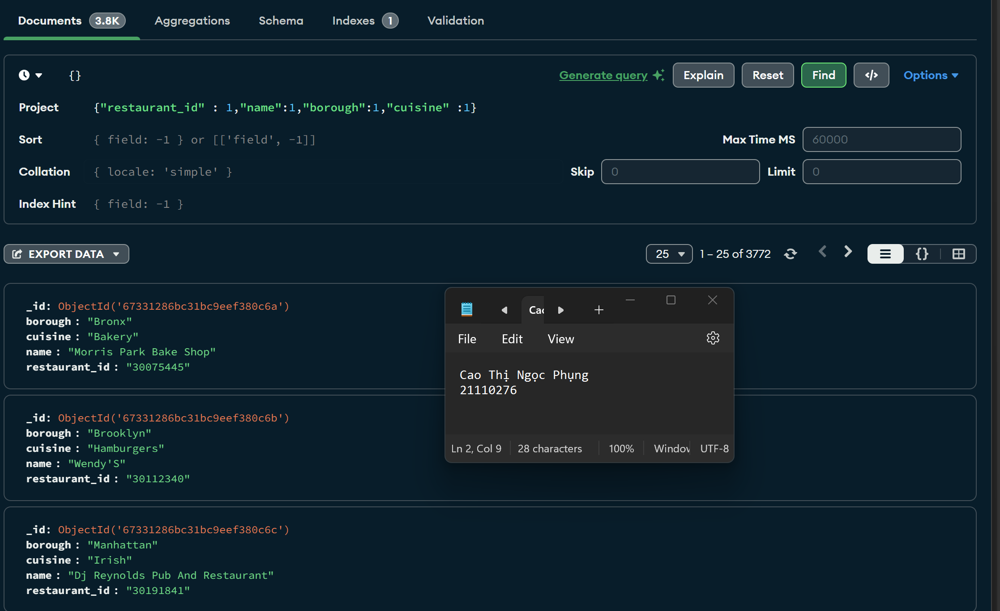 Documents 3.8K Aggregations Schema Indexes 1 Validation
{} Generate query Explain Reset Find </> Options
Project {"restaurant_id" : 1,"name":1,"borough":1,"cuisine" :1}
Sort { field: -1 } or [['field', -1]] Max Time MS 60000
Collation { locale: 'simple' } Skip 0 Limit 0
Index Hint { field: -1 }
EXPORT DATA 25 1 – 25 of 3772 {}
_id: ObjectId('67331286bc31bc9eef380c6a')
borough : "Bronx"
cuisine : "Bakery"
name : "Morris Park Bake Shop"
restaurant_id : "30075445"
_id: ObjectId('67331286bc31bc9eef380c6b')
borough : "Brooklyn"
cuisine : "Hamburgers"
name : "Wendy'S"
restaurant_id : "30112340"
_id: ObjectId('67331286bc31bc9eef380c6c')
borough : "Manhattan"
cuisine : "Irish"
name : "Dj Reynolds Pub And Restaurant"
restaurant_id : "30191841"
File Edit View
Cao Thị Ngọc Phụng
21110276
Ln 2, Col 9 28 characters 100% UTF-8